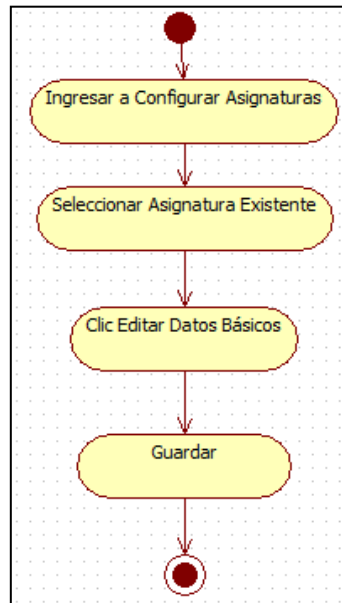 Ingresar a Configurar Asignaturas
Seleccionar Asignatura Existente
Clic Editar Datos Básicos
Guardar